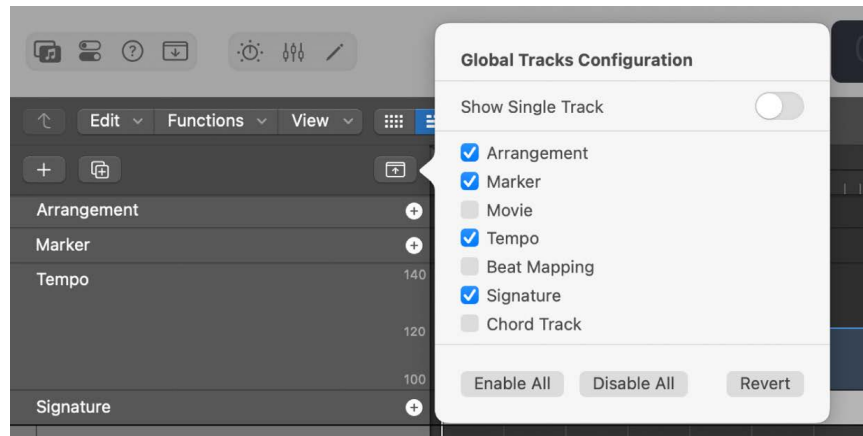 Edit Functions View
Arrangement
Marker
Tempo
140
120
100
Signature
Global Tracks Configuration
Show Single Track
Arrangement
Marker
Movie
Tempo
Beat Mapping
Signature
Chord Track
Enable All Disable All Revert